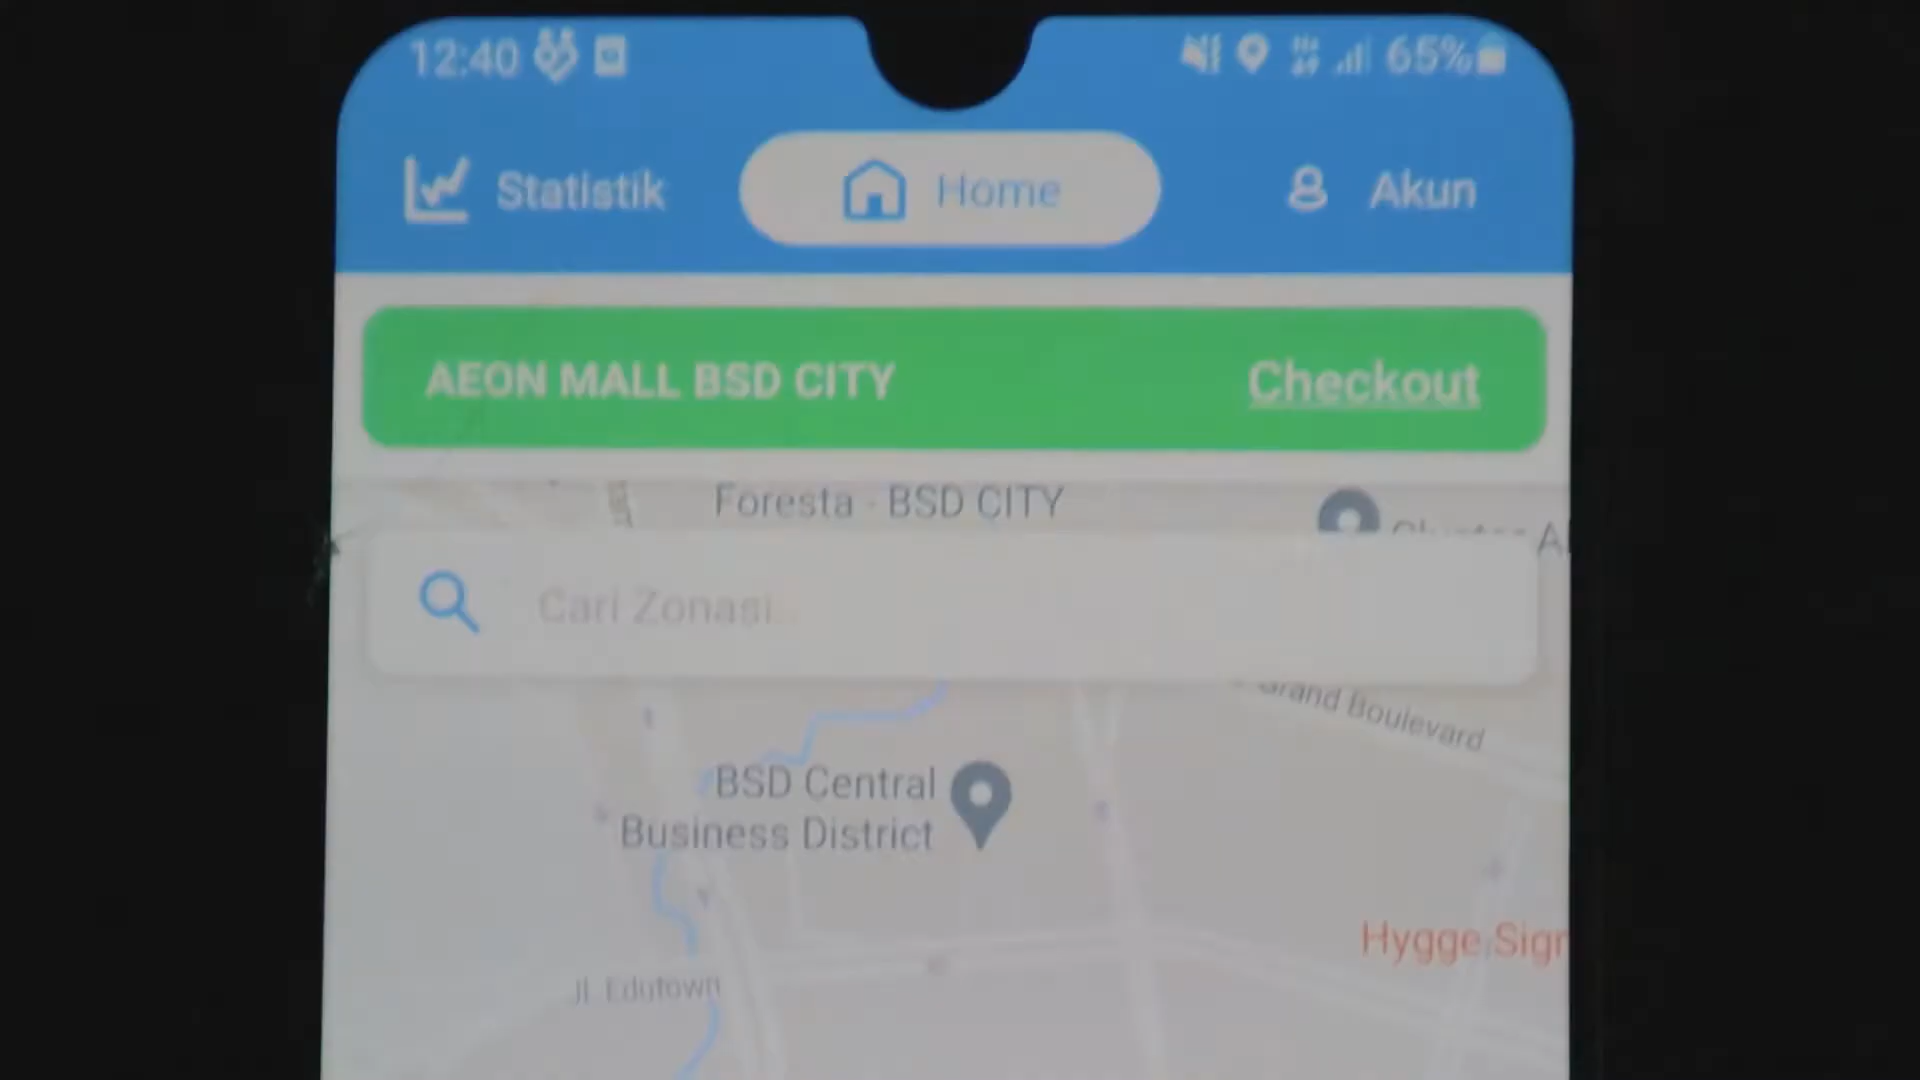 12:40
65%
Statistik
Home
Akun
AEON MALL BSD CITY
Checkout
Foresta - BSD CITY
Cari Zonasi
Grand Boulevard
BSD Central
Business District
Hygge Sign
Jl. Edutown